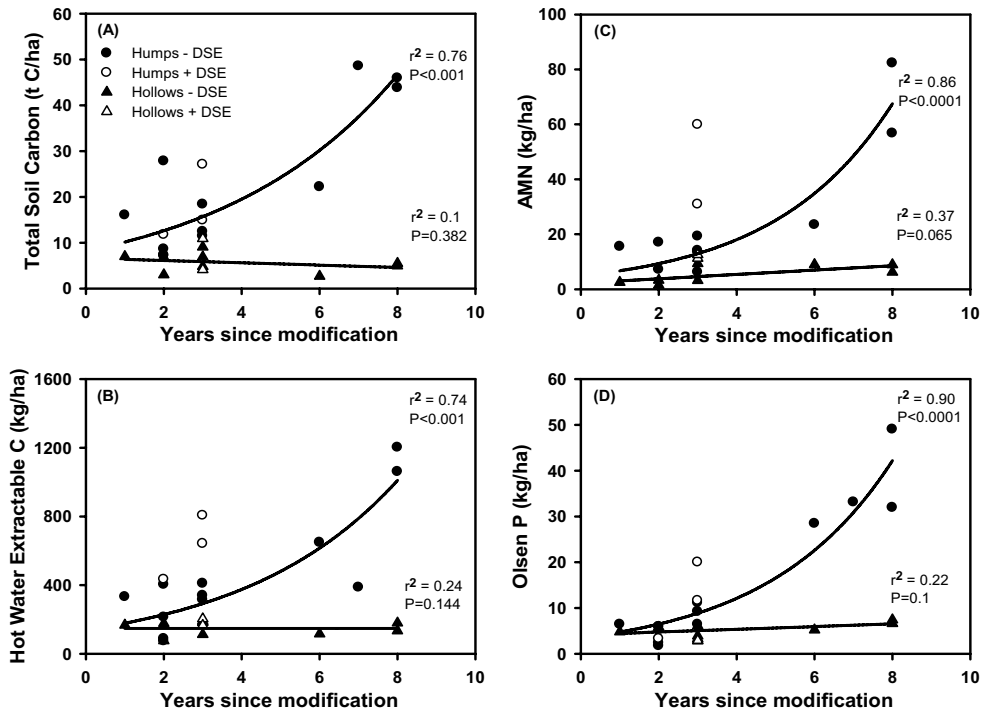 (A)
Total Soil Carbon (t C/ha)
60
50
40
30
20
10
0
Humps - DSE
Humps + DSE
Hollows - DSE
Hollows + DSE
r² = 0.76
P<0.001
r² = 0.1
P=0.382
0 2 4 6 8 10
Years since modification
(C)
AMN (kg/ha)
100
80
60
40
20
0
r² = 0.86
P<0.0001
r² = 0.37
P=0.065
0 2 4 6 8 10
Years since modification
(B)
Hot Water Extractable C (kg/ha)
1600
1200
800
400
0
r² = 0.74
P<0.001
r² = 0.24
P=0.144
0 2 4 6 8 10
Years since modification
(D)
Olsen P (kg/ha)
60
50
40
30
20
10
0
r² = 0.90
P<0.0001
r² = 0.22
P=0.1
0 2 4 6 8 10
Years since modification